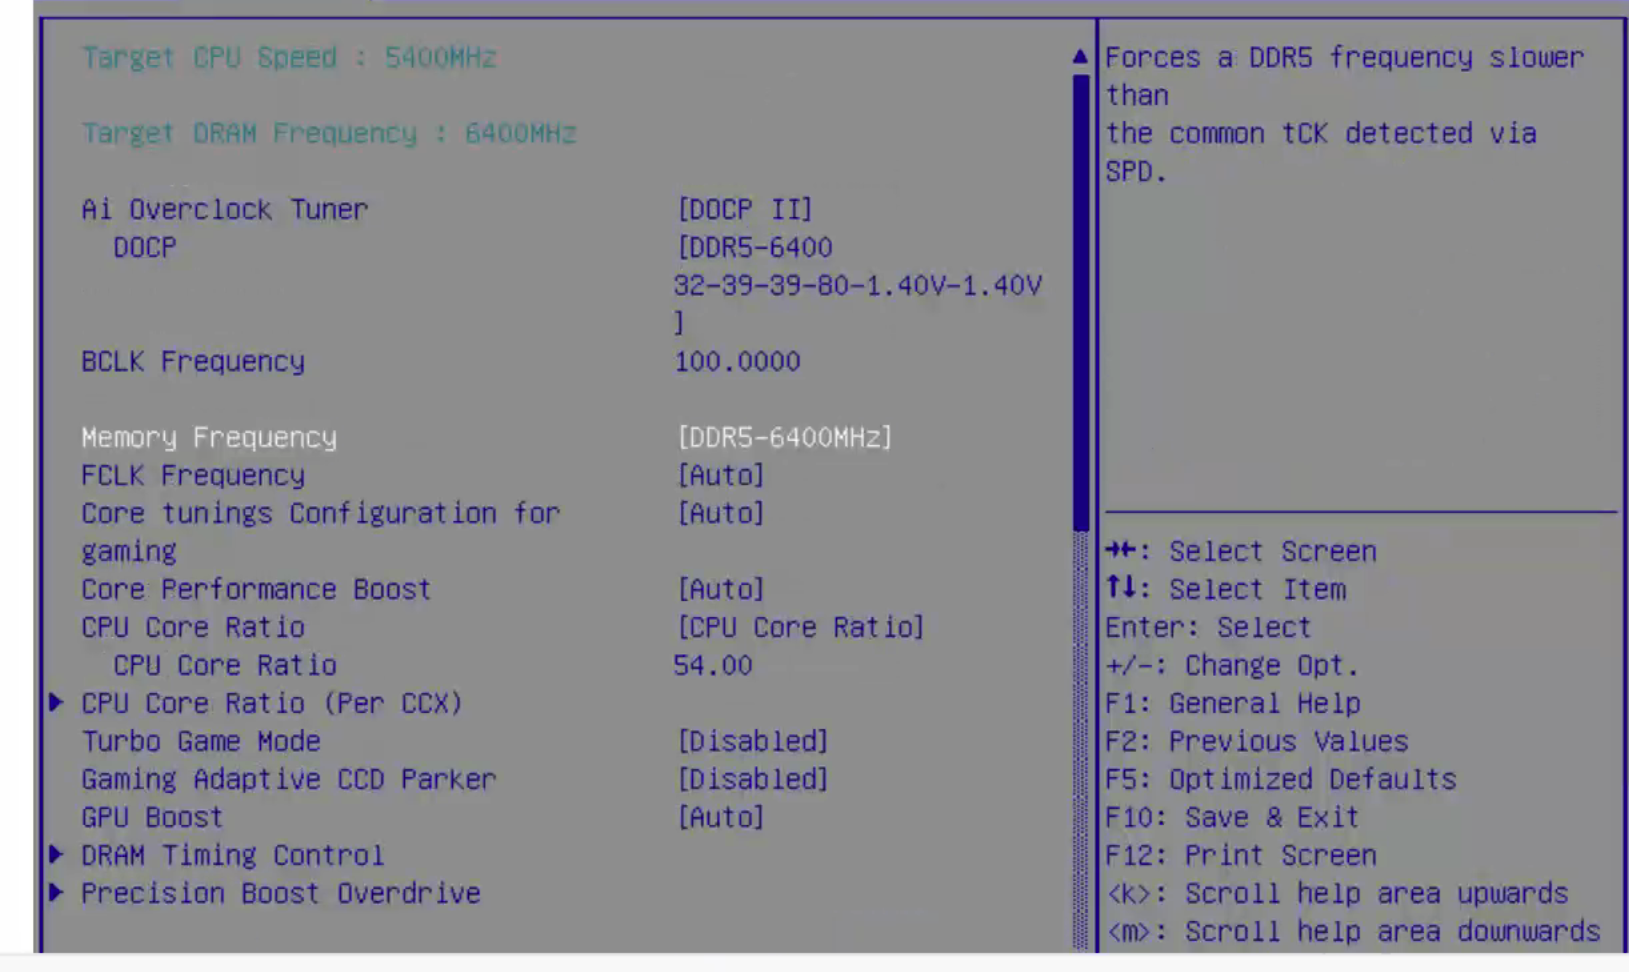 Target CPU Speed : 5400MHz
Target DRAM Frequency : 6400MHz
Ai Overclock Tuner [DOCP II]
DOCP [DDR5-6400
32-39-39-80-1.40V-1.40V
]
BCLK Frequency 100.0000
Memory Frequency [DDR5-6400MHz]
FCLK Frequency [Auto]
Core tunings Configuration for [Auto]
gaming
Core Performance Boost [Auto]
CPU Core Ratio [CPU Core Ratio]
CPU Core Ratio 54.00
CPU Core Ratio (Per CCX)
Turbo Game Mode [Disabled]
Gaming Adaptive CCD Parker [Disabled]
GPU Boost [Auto]
DRAM Timing Control
Precision Boost Overdrive
Forces a DDR5 frequency slower
than
the common tCK detected via
SPD.
→←: Select Screen
↑↓: Select Item
Enter: Select
+/-: Change Opt.
F1: General Help
F2: Previous Values
F5: Optimized Defaults
F10: Save & Exit
F12: Print Screen
<k>: Scroll help area upwards
<m>: Scroll help area downwards